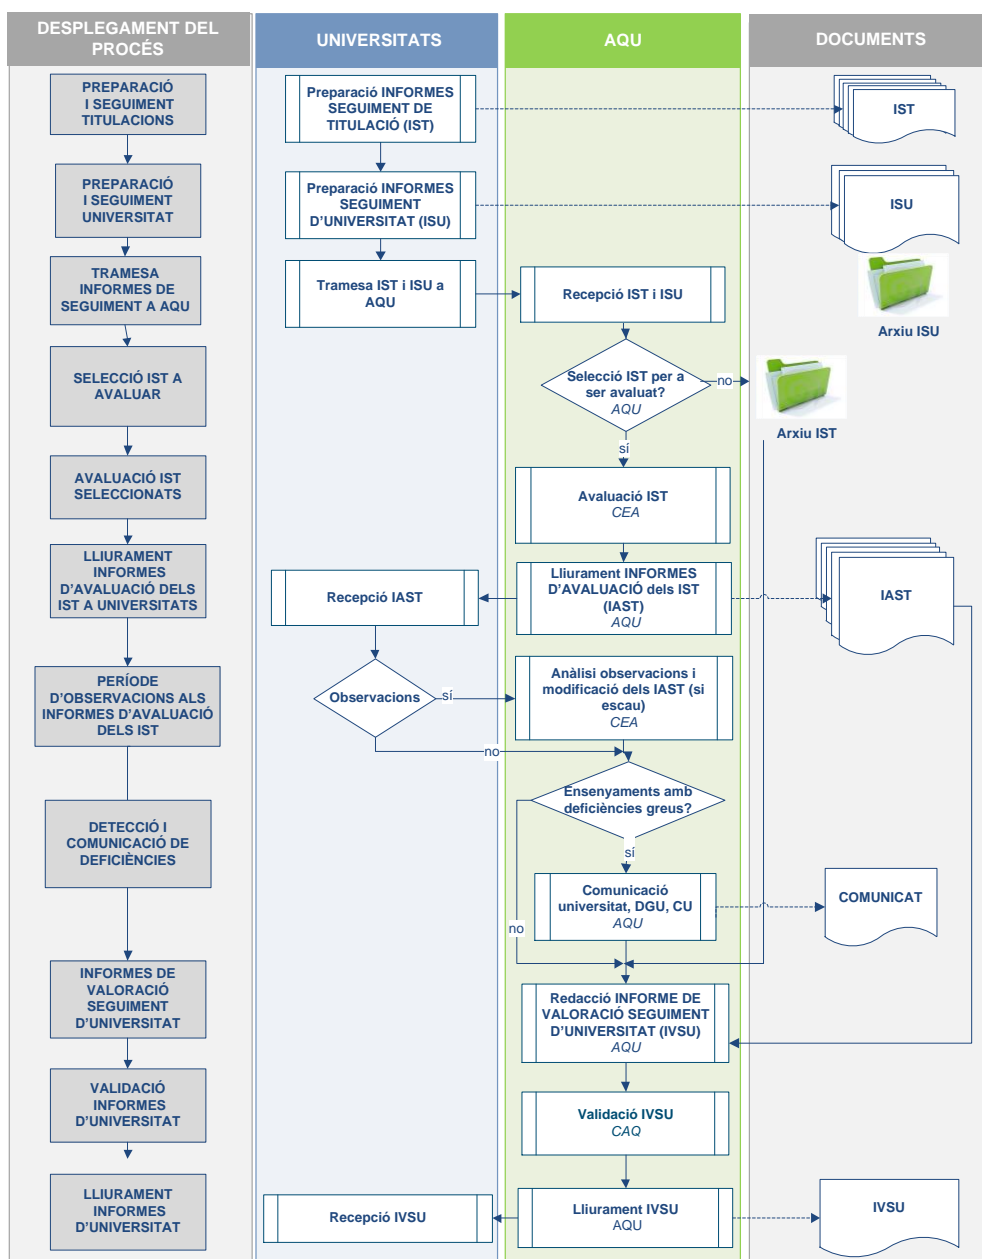 DESPLEGAMENT DEL
PROCÉS
UNIVERSITATS
AQU
DOCUMENTS
PREPARACIÓ
I SEGUIMENT
TITULACIONS
Preparació INFORMES
SEGUIMENT DE
TITULACIÓ (IST)
IST
PREPARACIÓ
I SEGUIMENT
UNIVERSITAT
Preparació INFORMES
SEGUIMENT
D'UNIVERSITAT (ISU)
ISU
TRAMESA
INFORMES DE
SEGUIMENT A AQU
Tramesa IST i ISU a
AQU
Recepció IST i ISU
Arxiu ISU
SELECCIÓ IST A
AVALUAR
Selecció IST per a
ser avaluat?
AQU
no
Arxiu IST
sí
AVALUACIÓ IST
SELECCIONATS
Avaluació IST
CEA
LLIURAMENT
INFORMES
D'AVALUACIÓ DELS
IST A UNIVERSITATS
Recepció IAST
Lliurament INFORMES
D'AVALUACIÓ dels IST
(IAST)
AQU
IAST
PERÍODE
D'OBSERVACIONS ALS
INFORMES D'AVALUACIÓ
DELS IST
Observacions
sí
Anàlisi observacions i
modificació dels IAST (si
escau)
CEA
no
Ensenyaments amb
deficiències greus?
DETECCIÓ I
COMUNICACIÓ DE
DEFICIÈNCIES
sí
Comunicació
universitat, DGU, CU
AQU
COMUNICAT
no
INFORMES DE
VALORACIÓ
SEGUIMENT
D'UNIVERSITAT
Redacció INFORME DE
VALORACIÓ SEGUIMENT
D'UNIVERSITAT (IVSU)
AQU
VALIDACIÓ
INFORMES
D'UNIVERSITAT
Validació IVSU
CAQ
LLIURAMENT
INFORMES
D'UNIVERSITAT
Recepció IVSU
Lliurament IVSU
AQU
IVSU